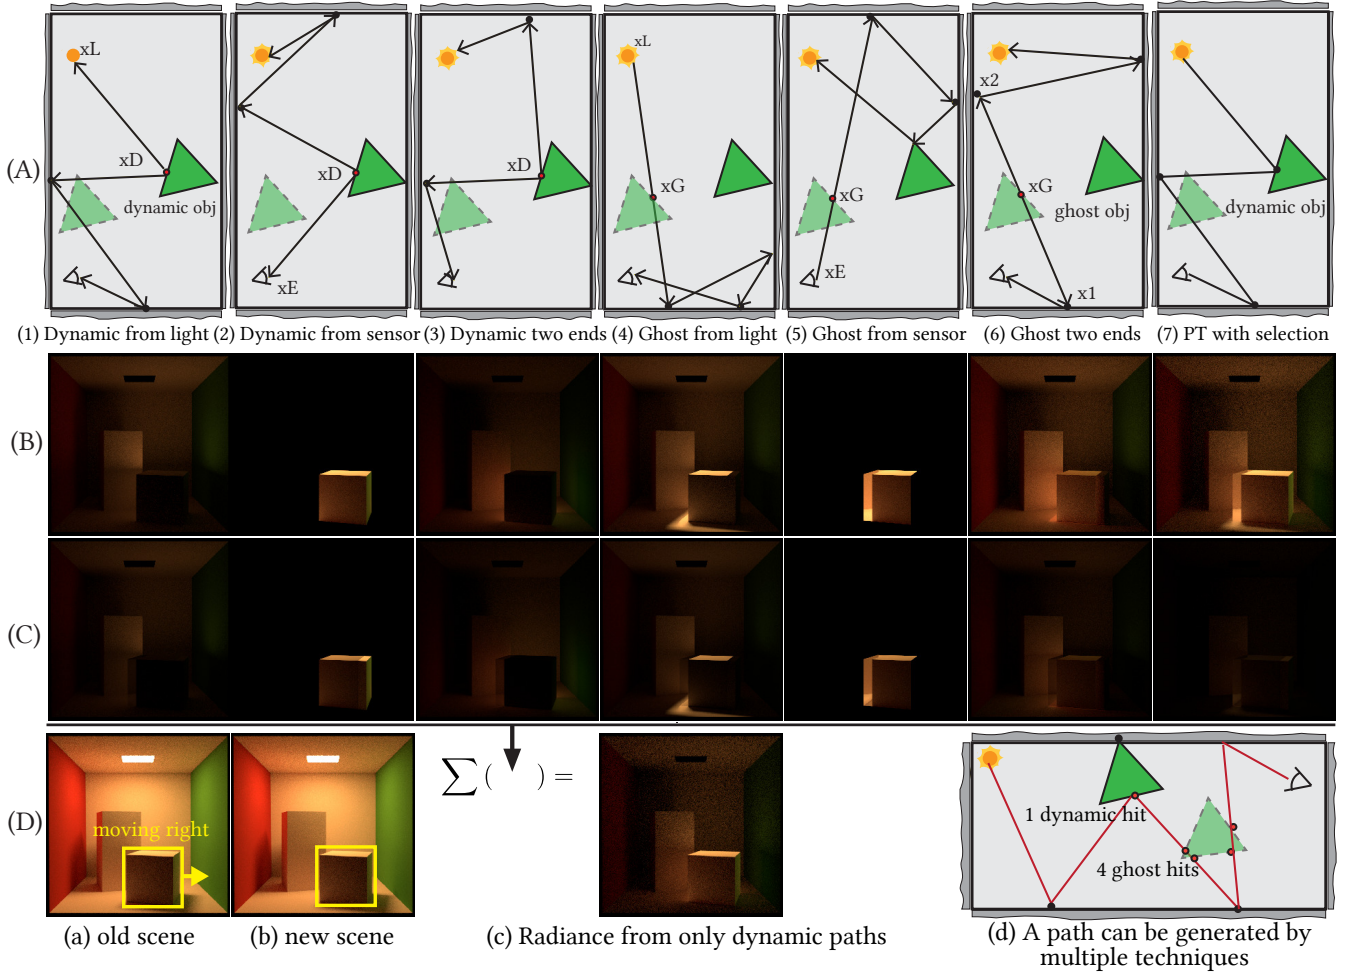 xL
xD
dynamic obj
xD
xE
xD
xL
xG
xG
xE
x2
xG
ghost obj
x1
dynamic obj
(A)
(1) Dynamic from light (2) Dynamic from sensor (3) Dynamic two ends (4) Ghost from light (5) Ghost from sensor (6) Ghost two ends (7) PT with selection
(B)
(C)
(D)
moving right
∑ ( ) =
1 dynamic hit
4 ghost hits
(a) old scene
(b) new scene
(c) Radiance from only dynamic paths
(d) A path can be generated by
multiple techniques